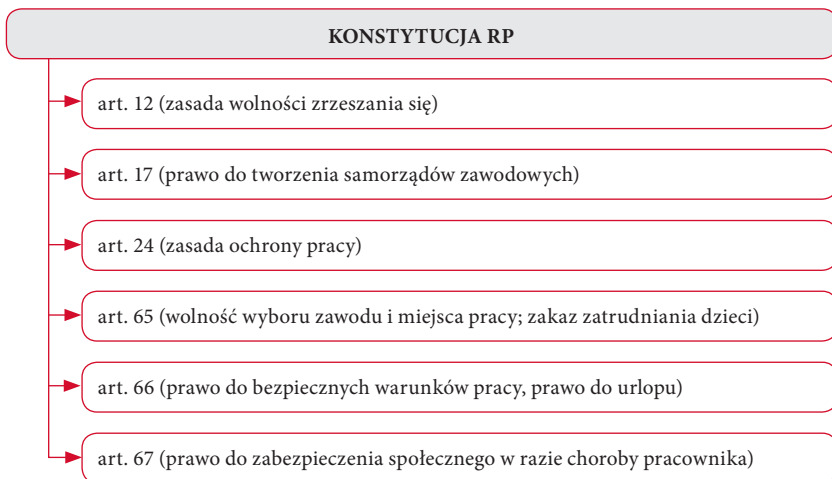 KONSTYTUCJA RP
art. 12 (zasada wolności zrzeszania się)
art. 17 (prawo do tworzenia samorządów zawodowych)
art. 24 (zasada ochrony pracy)
art. 65 (wolność wyboru zawodu i miejsca pracy; zakaz zatrudniania dzieci)
art. 66 (prawo do bezpiecznych warunków pracy, prawo do urlopu)
art. 67 (prawo do zabezpieczenia społecznego w razie choroby pracownika)